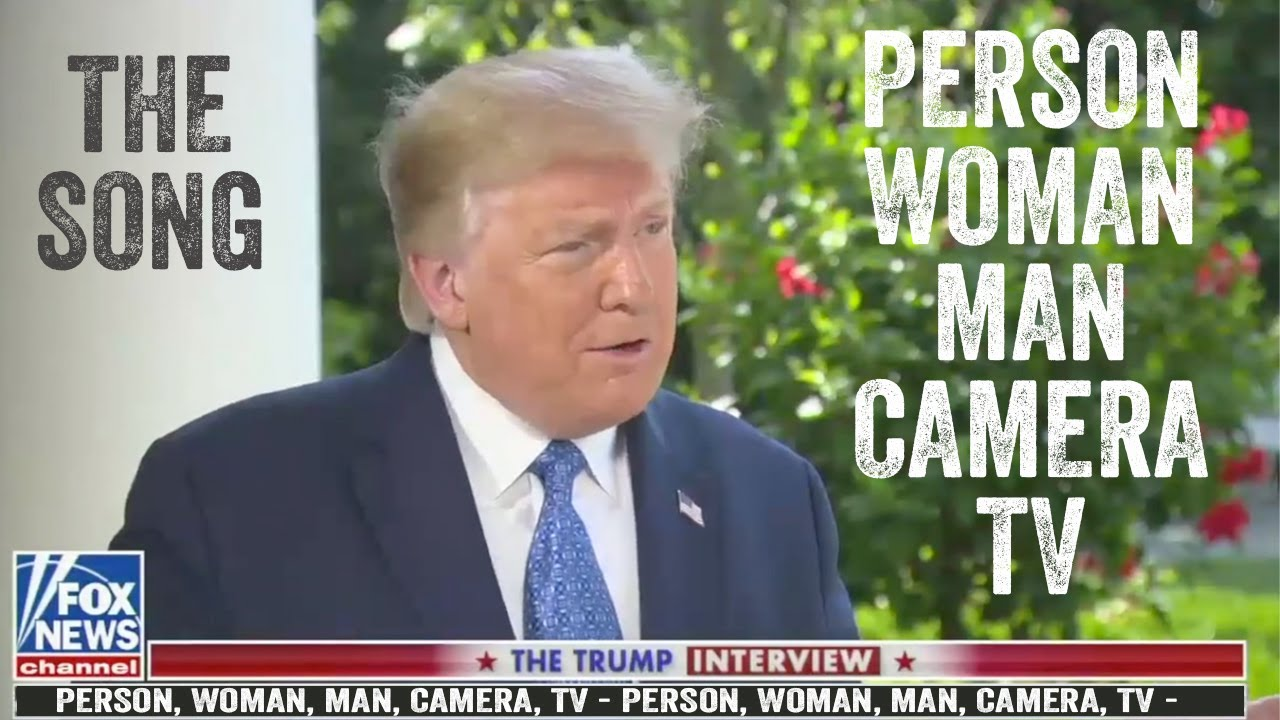 THE
SONG
PERSON
WOMAN
MAN
CAMERA
TV
FOX
NEWS
channel
THE TRUMP INTERVIEW
PERSON, WOMAN, MAN, CAMERA, TV - PERSON, WOMAN, MAN, CAMERA, TV -